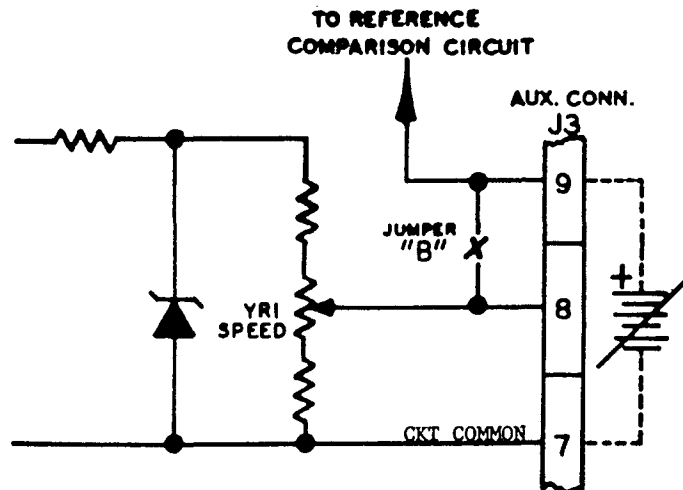 TO REFERENCE
COMPARISON CIRCUIT
AUX. CONN.
J3
9
JUMPER
"B"
X
+
8
YR1
SPEED
CKT COMMON
7